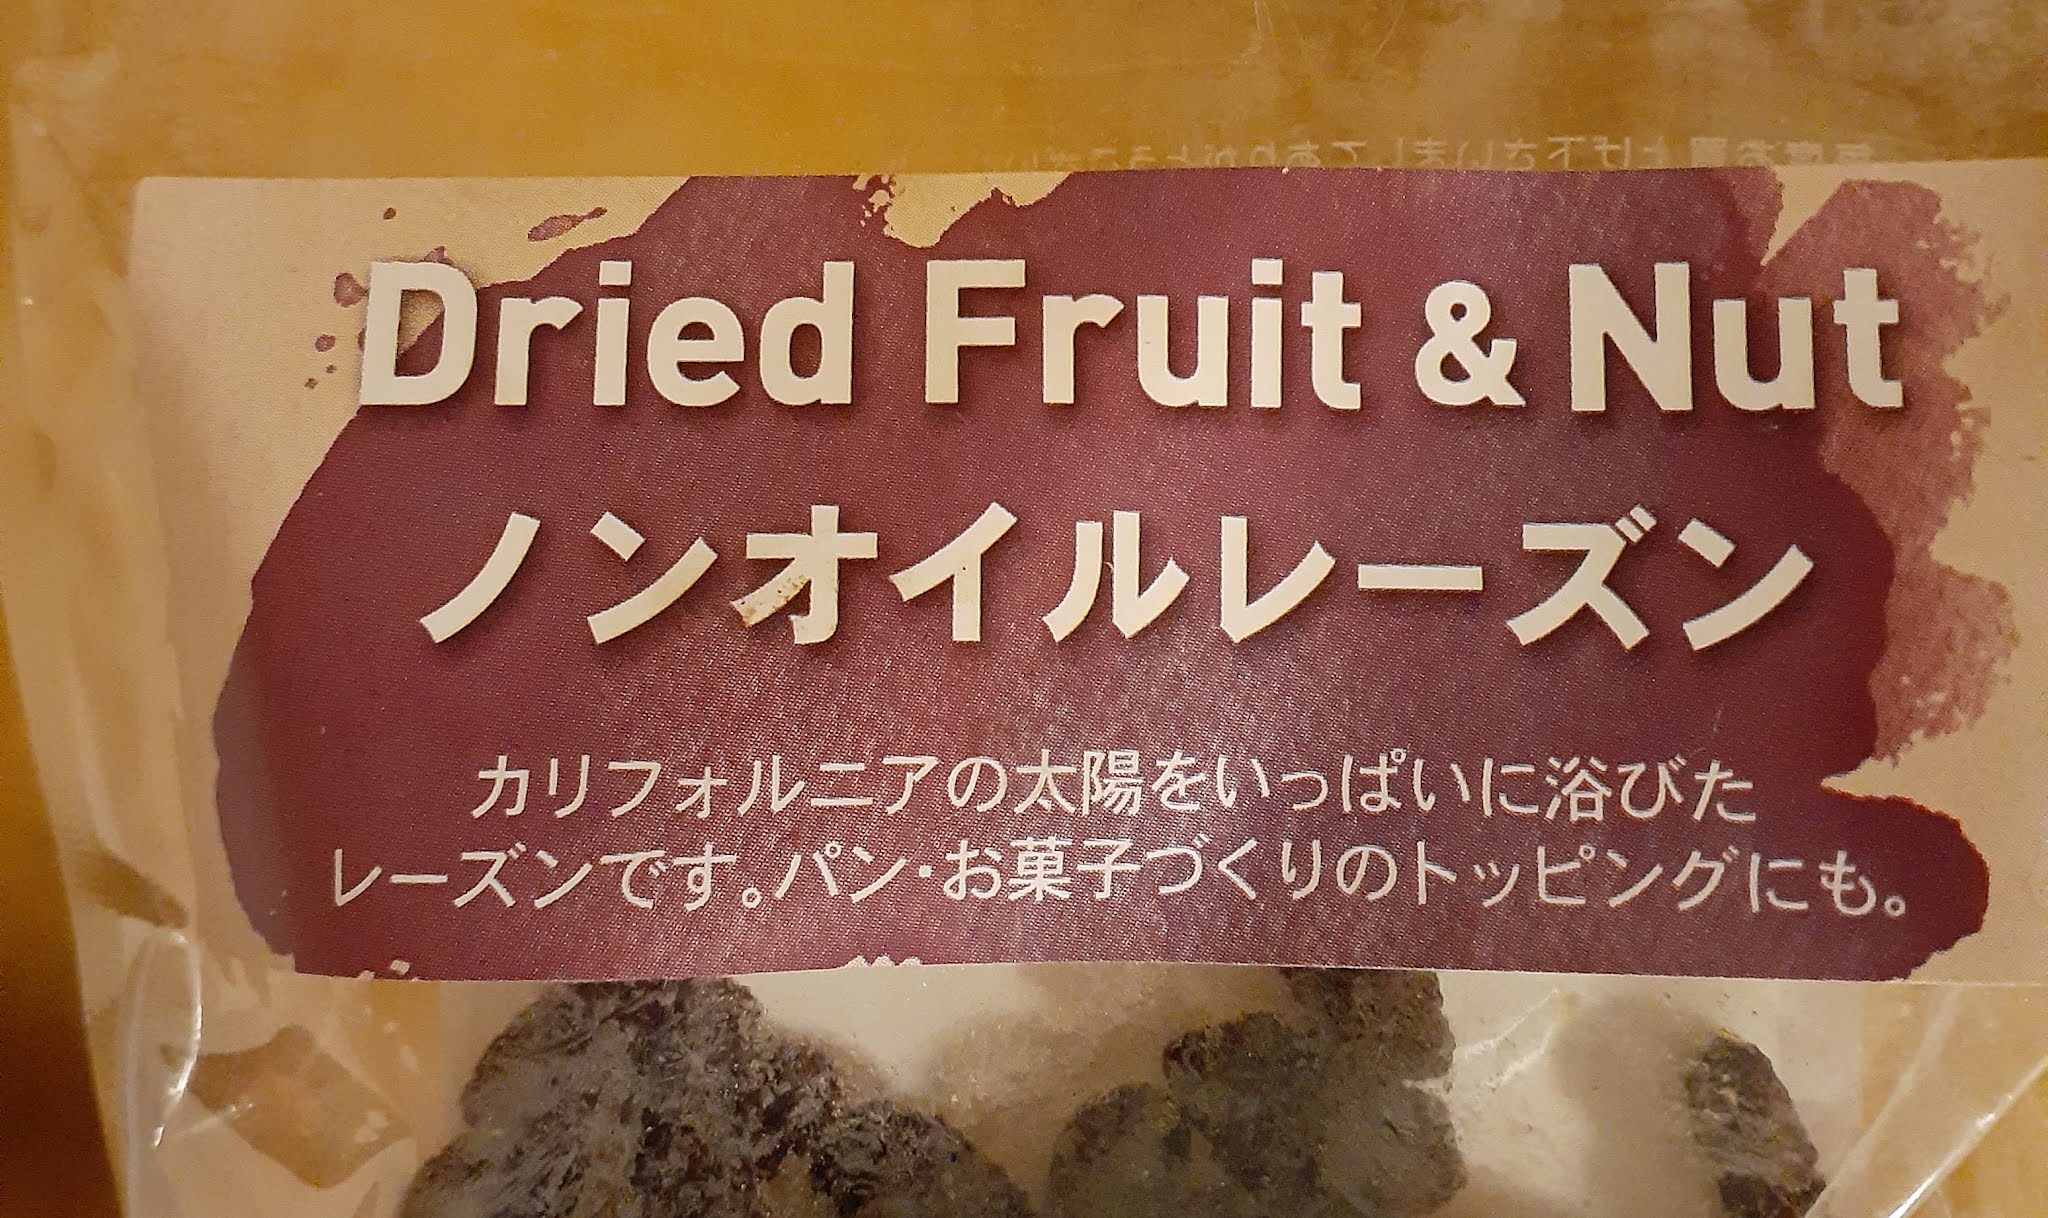 Dried Fruit & Nut
ノンオイルレーズン
カリフォルニアの太陽をいっぱいに浴びた
レーズンです。パン・お菓子づくりのトッピングにも。